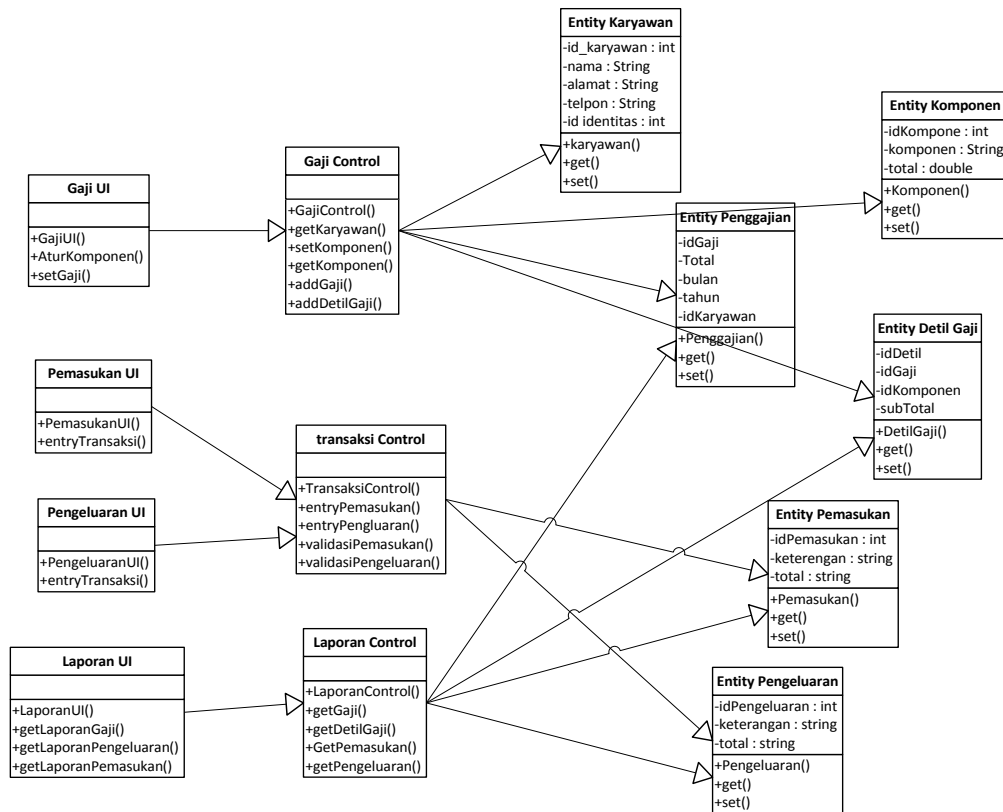 Entity Karyawan
-id_karyawan : int
-nama : String
-alamat : String
-telpon : String
-id identitas : int
+karyawan()
+get()
+set()
Entity Komponen
-idKompone : int
-komponen : String
-total : double
+Komponen()
+get()
+set()
Gaji Control
+GajiControl()
+getKaryawan()
+setKomponen()
+getKomponen()
+addGaji()
+addDetilGaji()
Gaji UI
+GajiUI()
+AturKomponen()
+setGaji()
Entity Penggajian
-idGaji
-Total
-bulan
-tahun
-idKaryawan
+Penggajian()
+get()
+set()
Entity Detil Gaji
-idDetil
-idGaji
-idKomponen
-subTotal
+DetilGaji()
+get()
+set()
Pemasukan UI
+PemasukanUI()
+entryTransaksi()
transaksi Control
+TransaksiControl()
+entryPemasukan()
+entryPengluaran()
+validasiPemasukan()
+validasiPengeluaran()
Pengeluaran UI
+PengeluaranUI()
+entryTransaksi()
Entity Pemasukan
-idPemasukan : int
-keterengan : string
-total : string
+Pemasukan()
+get()
+set()
Laporan Control
+LaporanControl()
+getGaji()
+getDetilGaji()
+GetPemasukan()
+getPengeluaran()
Laporan UI
+LaporanUI()
+getLaporanGaji()
+getLaporanPengeluaran()
+getLaporanPemasukan()
Entity Pengeluaran
-idPengeluaran : int
-keterangan : string
-total : string
+Pengeluaran()
+get()
+set()